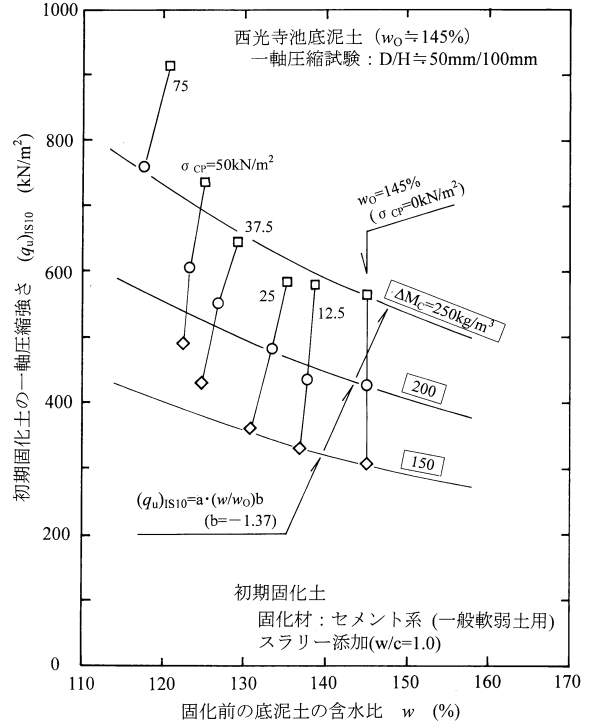 西光寺池底泥土 (wO≒145%)
一軸圧縮試験：D/H≒50mm/100mm
75
σCP=50kN/m2
37.5
25
12.5
wO=145%
(σCP=0kN/m2)
ΔMC=250kg/m3
200
150
(qu)IS10=a·(w/wO)b
(b=−1.37)
初期固化土
固化材：セメント系 (一般軟弱土用)
スラリー添加(w/c=1.0)
初期固化土の一軸圧縮強さ (qu)IS10 (kN/m2)
1000
800
600
400
200
0
110 120 130 140 150 160 170
固化前の底泥土の含水比 w (%)